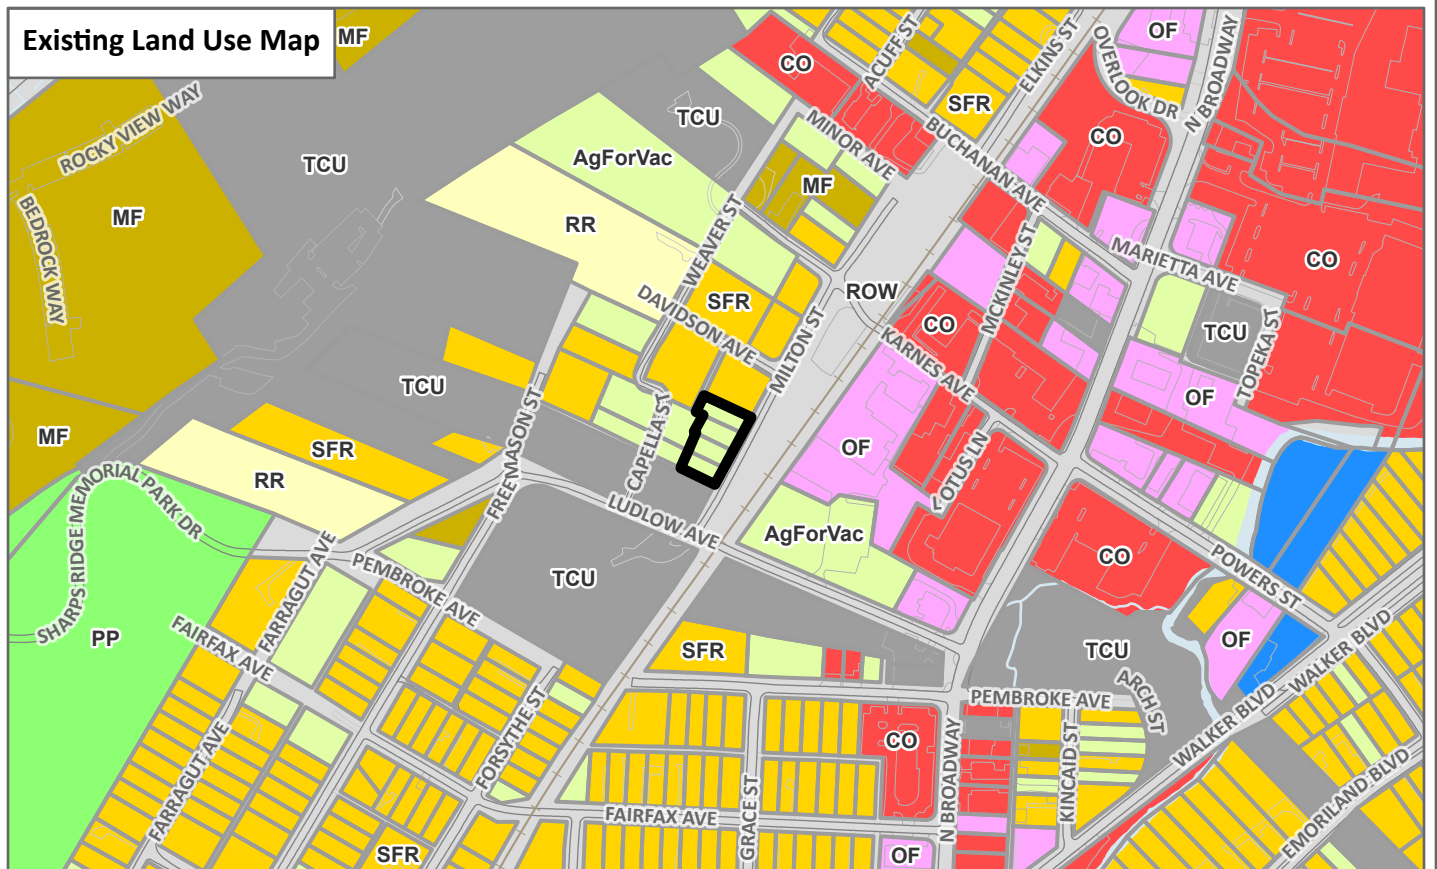 Existing Land Use Map
MF
ROCKY VIEW WAY
TCU
MF
BEDROCK WAY
MF
TCU
AgForVac
RR
CO
ACUFF ST
SFR
ELKINS ST
OVERLOOK DR
OF
N BROADWAY
MINOR AVE
BUCHANAN AVE
CO
MF
WEAVER ST
SFR
DAVIDSON AVE
MILTON ST
ROW
MCKINLEY ST
MARIETTA AVE
CO
CO
KARNES AVE
TCU
TOPEKA ST
OF
TCU
SFR
RR
FREEMASON ST
CAPELLA ST
LUDLOW AVE
OF
LOTUS LN
AgForVac
CO
POWERS ST
SHARPS RIDGE MEMORIAL PARK DR
PP
FARRAGUT AVE
PEMBROKE AVE
FAIRFAX AVE
TCU
SFR
TCU
OF
WALKER BLVD
WALKER BLVD
PEMBROKE AVE
ARCH ST
FORSYTHE ST
FARRAGUT AVE
CO
N BROADWAY
KINCAID ST
GRACE ST
FAIRFAX AVE
EMORILAND BLVD
SFR
OF